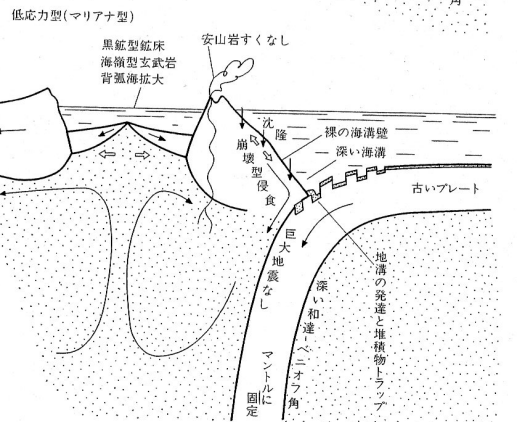 角
低応力型(マリアナ型)
黒鉱型鉱床
海嶺型玄武岩
背弧海拡大
安山岩すくなし
沈降
裸の海溝壁
深い海溝
崩壊型侵食
古いプレート
巨大地震なし
地溝の発達と堆積物トラップ
深い和達-ベニオフ角
マントルに固定